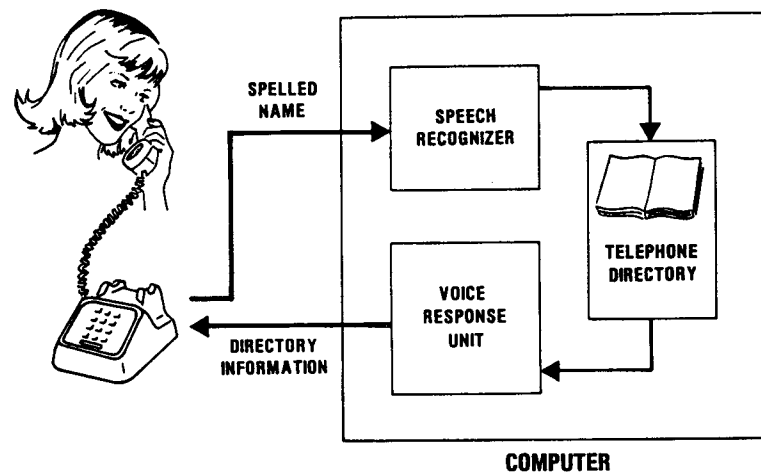 SPELLED
NAME
SPEECH
RECOGNIZER
TELEPHONE
DIRECTORY
VOICE
RESPONSE
UNIT
DIRECTORY
INFORMATION
COMPUTER